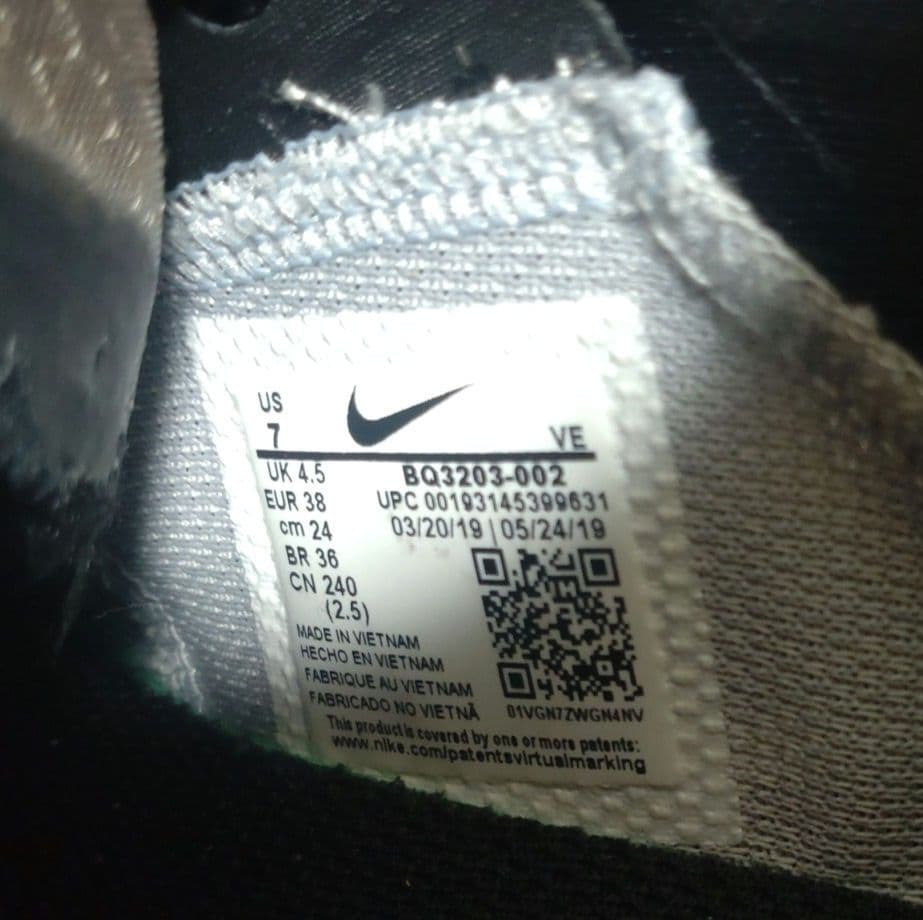 US
7
VE
UK 4.5
BQ3203-002
EUR 38
UPC 00193145399631
cm 24
03/20/19 | 05/24/19
BR 36
CN 240
(2.5)
MADE IN VIETNAM
HECHO EN VIETNAM
FABRIQUE AU VIETNAM
FABRICADO NO VIETNÃ
01VGN7ZWGN4NV
This product is covered by one or more patents:
www.nike.com/patentsvirtualmarking